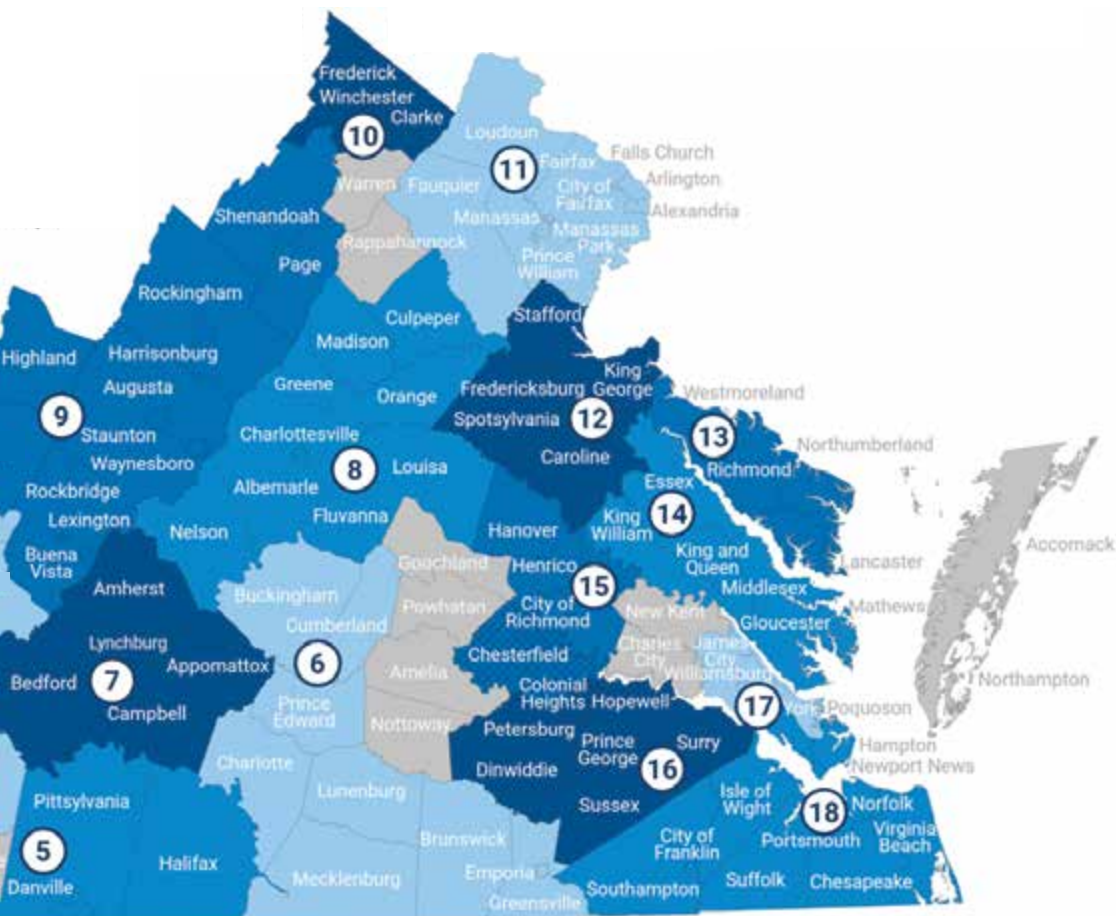 Frederick
Winchester
Clarke
10
Loudoun
11
Fairfax
Falls Church
Arlington
City of
Fairfax
Alexandria
Warren
Fauquier
Manassas
Manassas
Park
Prince
William
Rappahannock
Shenandoah
Page
Rockingham
Highland
Harrisonburg
Augusta
9
Staunton
Waynesboro
Rockbridge
Lexington
Buena
Vista
Culpeper
Madison
Greene
Orange
Charlottesville
8
Louisa
Albemarle
Fluvanna
Nelson
Stafford
King
George
Fredericksburg
Spotsylvania
12
Caroline
Westmoreland
13
Northumberland
Richmond
Lancaster
Essex
14
King
William
King and
Queen
Middlesex
Mathews
Gloucester
Accomack
Northampton
Hanover
Henrico
15
City of
Richmond
Chesterfield
Colonial
Heights
Hopewell
Goochland
Powhatan
Amelia
Nottoway
New Kent
Charles
City
James
City
Williamsburg
17
York
Poquoson
Hampton
Newport News
Amherst
Lynchburg
Appomattox
Bedford
7
Campbell
Buckingham
Cumberland
6
Prince
Edward
Charlotte
Lunenburg
Brunswick
Mecklenburg
Emporia
Greensville
Petersburg
Prince
George
Surry
Dinwiddie
16
Sussex
Pittsylvania
5
Danville
Halifax
Isle of
Wight
18
Norfolk
Portsmouth
Virginia
Beach
City of
Franklin
Southampton
Suffolk
Chesapeake